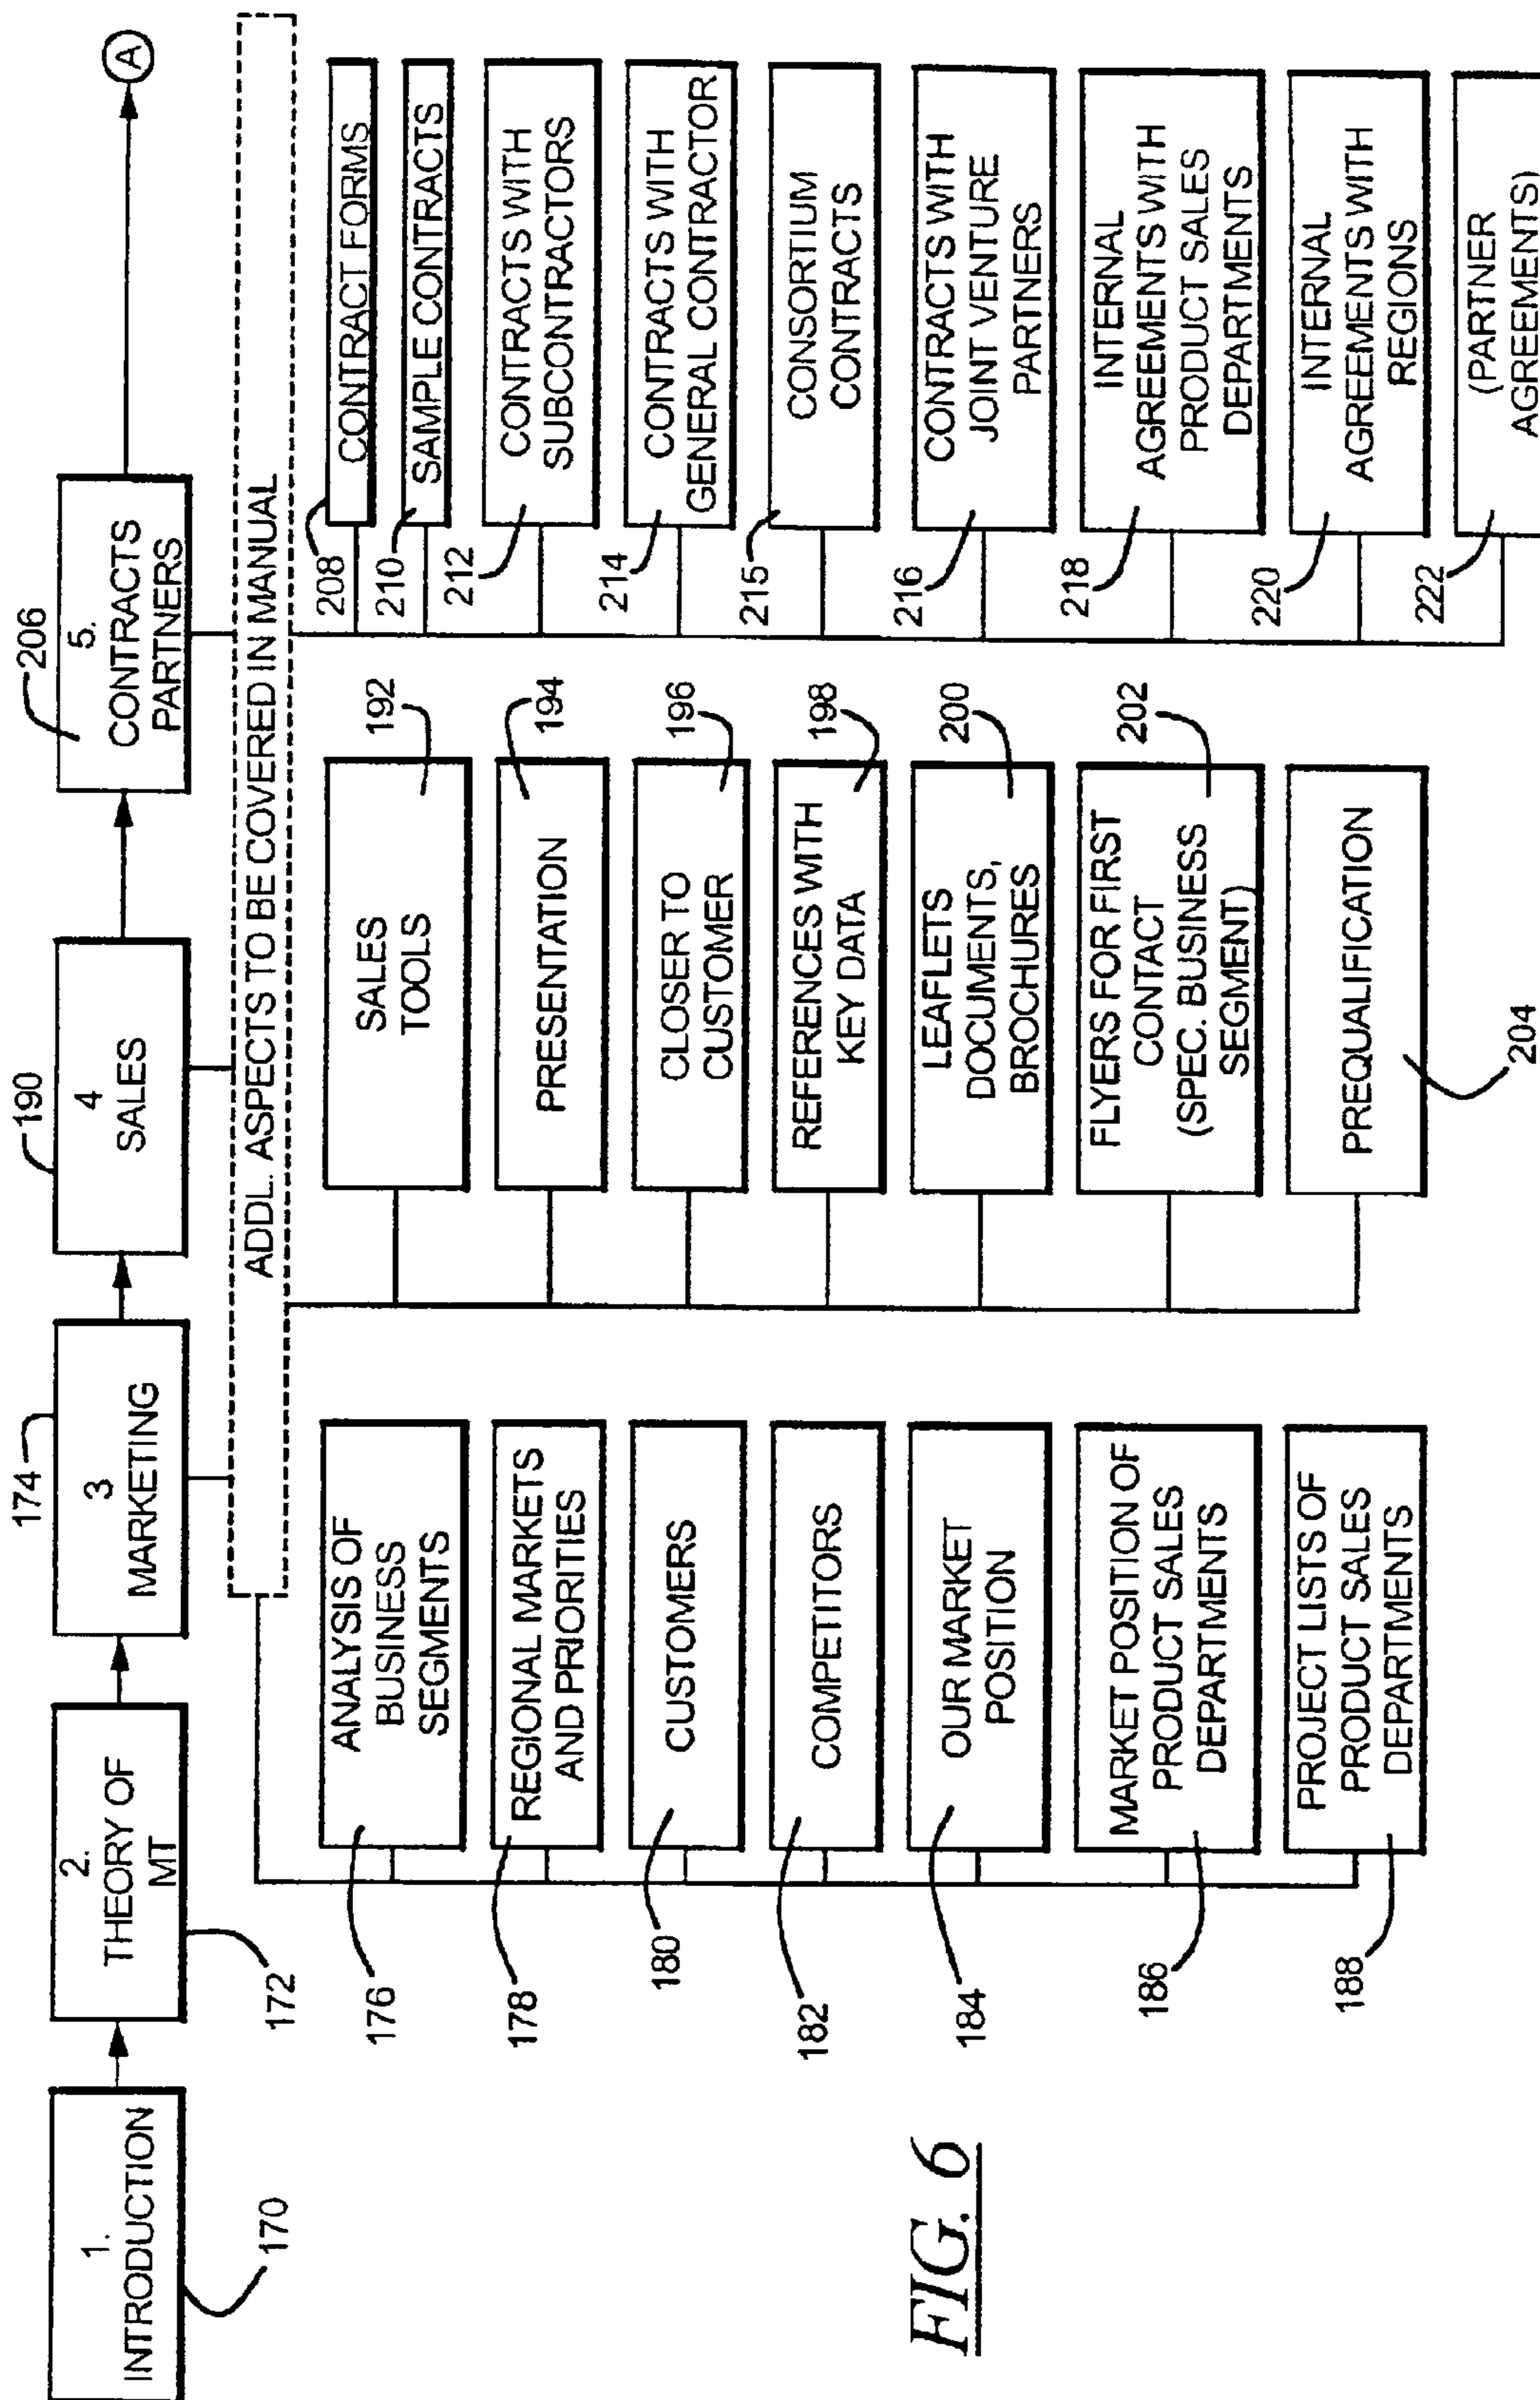 1.
INTRODUCTION
170
2.
THEORY OF
MT
172
3
MARKETING
174
4
SALES
190
5.
CONTRACTS
PARTNERS
206
A
ADDL. ASPECTS TO BE COVERED IN MANUAL
ANALYSIS OF
BUSINESS
SEGMENTS
176
REGIONAL MARKETS
AND PRIORITIES
178
CUSTOMERS
180
COMPETITORS
182
OUR MARKET
POSITION
184
MARKET POSITION OF
PRODUCT SALES
DEPARTMENTS
186
PROJECT LISTS OF
PRODUCT SALES
DEPARTMENTS
188
SALES
TOOLS
192
PRESENTATION
194
CLOSER TO
CUSTOMER
196
REFERENCES WITH
KEY DATA
198
LEAFLETS
DOCUMENTS,
BROCHURES
200
FLYERS FOR FIRST
CONTACT
(SPEC. BUSINESS
SEGMENT)
202
PREQUALIFICATION
204
208
CONTRACT FORMS
210
SAMPLE CONTRACTS
212
CONTRACTS WITH
SUBCONTRACTORS
214
CONTRACTS WITH
GENERAL CONTRACTOR
215
CONSORTIUM
CONTRACTS
216
CONTRACTS WITH
JOINT VENTURE
PARTNERS
218
INTERNAL
AGREEMENTS WITH
PRODUCT SALES
DEPARTMENTS
220
INTERNAL
AGREEMENTS WITH
REGIONS
222
(PARTNER
AGREEMENTS)
FIG. 6